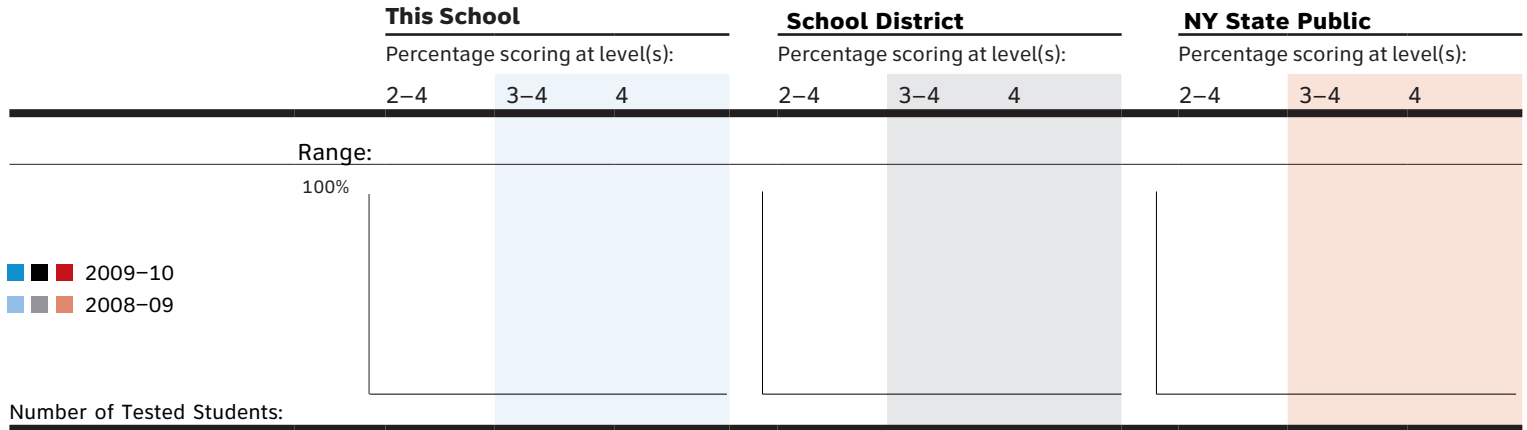 This School School District NY State Public
Percentage scoring at level(s): Percentage scoring at level(s): Percentage scoring at level(s):
2–4 3–4 4 2–4 3–4 4 2–4 3–4 4
Range:
100%
2009–10
2008–09
Number of Tested Students: